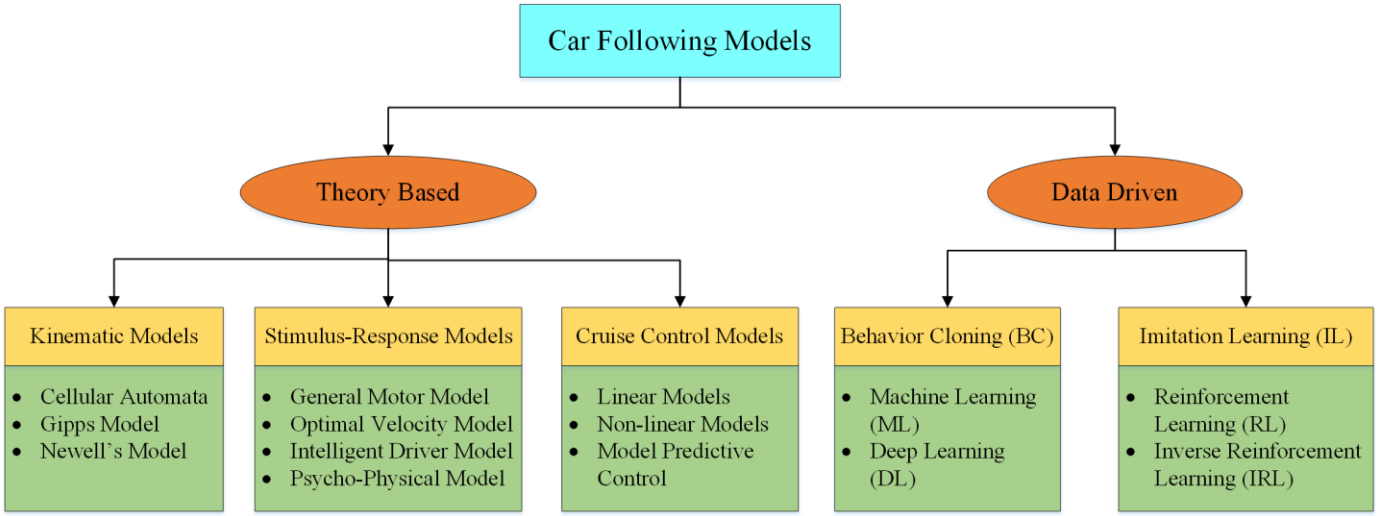 Car Following Models
Theory Based
Data Driven
Kinematic Models
• Cellular Automata
• Gipps Model
• Newell’s Model
Stimulus-Response Models
• General Motor Model
• Optimal Velocity Model
• Intelligent Driver Model
• Psycho-Physical Model
Cruise Control Models
• Linear Models
• Non-linear Models
• Model Predictive
Control
Behavior Cloning (BC)
• Machine Learning
(ML)
• Deep Learning
(DL)
Imitation Learning (IL)
• Reinforcement
Learning (RL)
• Inverse Reinforcement
Learning (IRL)